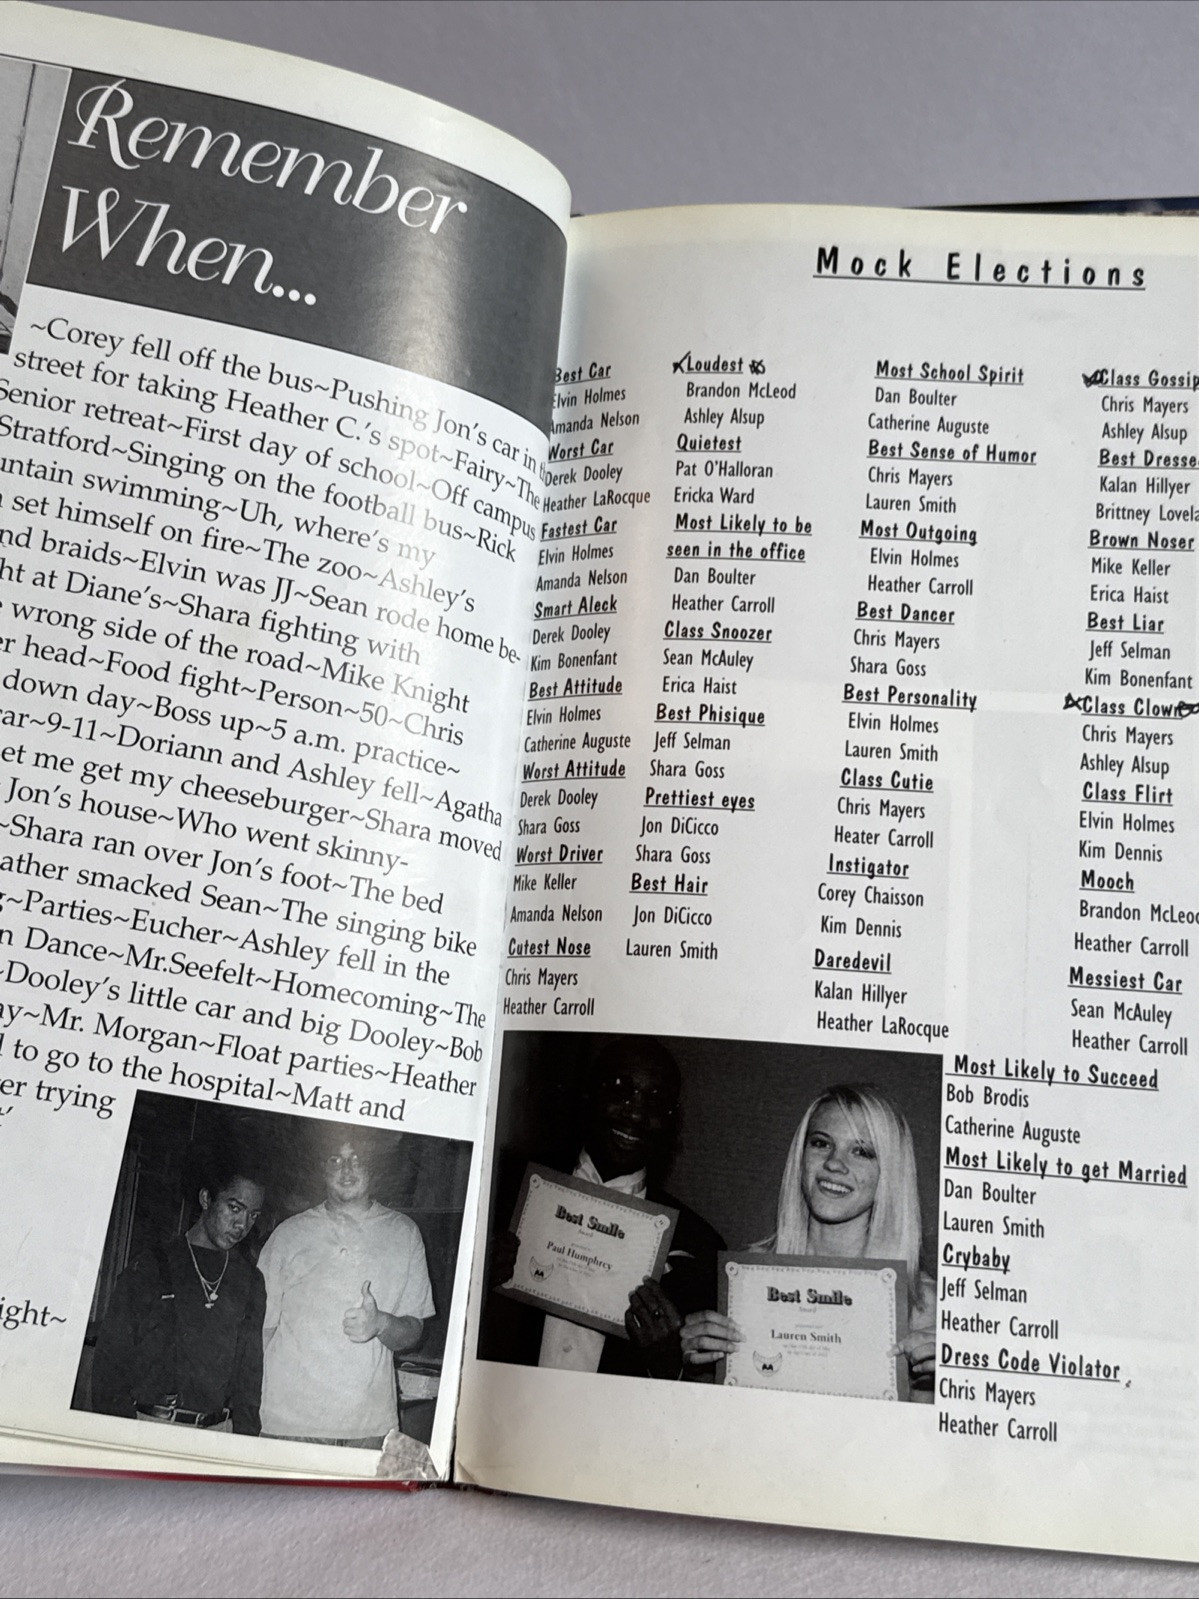 Remember
When...
~Corey fell off the bus~Pushing Jon's car in
street for taking Heather C.'s spot~Fairy~The
Senior retreat~First day of school~Off campus
Stratford~Singing on the football bus~Rick
untain swimming~Uh, where's my
set himself on fire~The zoo~Ashley's
nd braids~Elvin was JJ~Sean rode home be-
ht at Diane's~Shara fighting with
wrong side of the road~Mike Knight
er head~Food fight~Person~50~Chris
down day~Boss up~5 a.m. practice~
car~9-11~Doriann and Ashley fell~Agatha
et me get my cheeseburger~Shara moved
Jon's house~Who went skinny-
~Shara ran over Jon's foot~The bed
ather smacked Sean~The singing bike
g~Parties~Eucher~Ashley fell in the
n Dance~Mr.Seefelt~Homecoming~The
~Dooley's little car and big Dooley~Bob
ay~Mr. Morgan~Float parties~Heather
to go to the hospital~Matt and
er trying
ight~
Mock Elections
Best Car
Elvin Holmes
Amanda Nelson
Worst Car
Derek Dooley
Heather LaRocque
Fastest Car
Elvin Holmes
Amanda Nelson
Smart Aleck
Derek Dooley
Kim Bonenfant
Best Attitude
Elvin Holmes
Catherine Auguste
Worst Attitude
Derek Dooley
Shara Goss
Worst Driver
Mike Keller
Amanda Nelson
Cutest Nose
Chris Mayers
Heather Carroll
Loudest
Brandon McLeod
Ashley Alsup
Quietest
Pat O'Halloran
Ericka Ward
Most Likely to be
seen in the office
Dan Boulter
Heather Carroll
Class Snoozer
Sean McAuley
Erica Haist
Best Phisique
Jeff Selman
Shara Goss
Prettiest eyes
Jon DiCicco
Shara Goss
Best Hair
Jon DiCicco
Lauren Smith
Most School Spirit
Dan Boulter
Catherine Auguste
Best Sense of Humor
Chris Mayers
Lauren Smith
Most Outgoing
Elvin Holmes
Heather Carroll
Best Dancer
Chris Mayers
Shara Goss
Best Personality
Elvin Holmes
Lauren Smith
Class Cutie
Chris Mayers
Heater Carroll
Instigator
Corey Chaisson
Kim Dennis
Daredevil
Kalan Hillyer
Heather LaRocque
Class Gossip
Chris Mayers
Ashley Alsup
Best Dresse
Kalan Hillyer
Brittney Lovela
Brown Noser
Mike Keller
Erica Haist
Best Liar
Jeff Selman
Kim Bonenfant
Class Clown
Chris Mayers
Ashley Alsup
Class Flirt
Elvin Holmes
Kim Dennis
Mooch
Brandon McLeod
Heather Carroll
Messiest Car
Sean McAuley
Heather Carroll
Most Likely to Succeed
Bob Brodis
Catherine Auguste
Most Likely to get Married
Dan Boulter
Lauren Smith
Crybaby
Jeff Selman
Heather Carroll
Dress Code Violator
Chris Mayers
Heather Carroll
Best Smile
Award
Paul Humphrey
Best Smile
Award
Lauren Smith